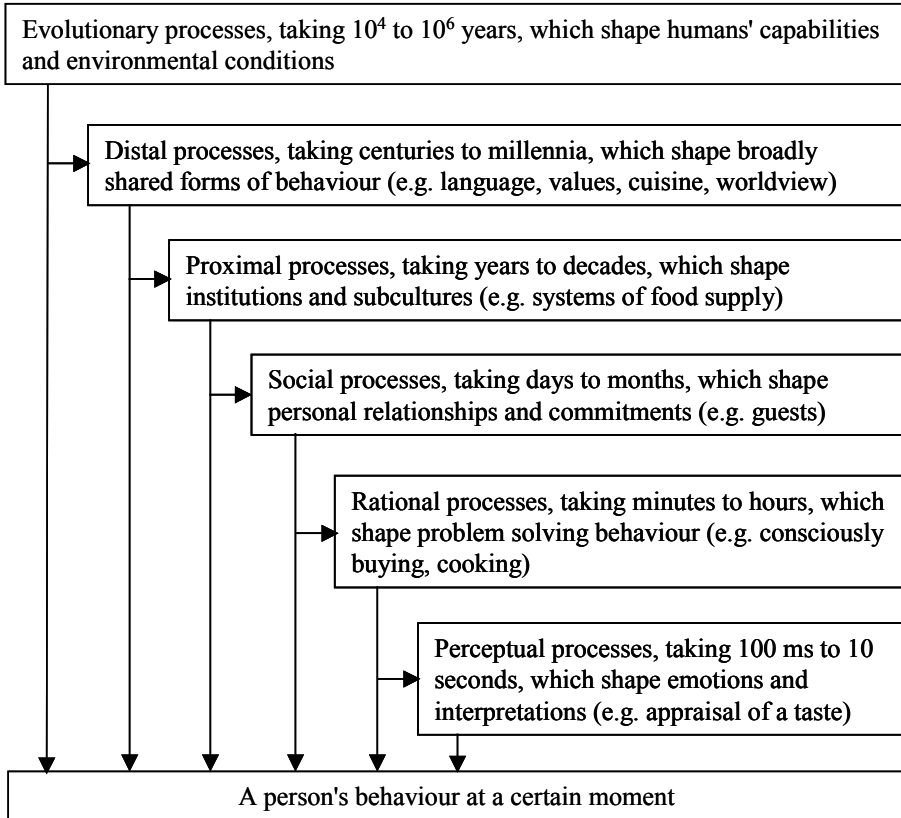 Evolutionary processes, taking 10⁴ to 10⁶ years, which shape humans' capabilities
and environmental conditions
Distal processes, taking centuries to millennia, which shape broadly
shared forms of behaviour (e.g. language, values, cuisine, worldview)
Proximal processes, taking years to decades, which shape
institutions and subcultures (e.g. systems of food supply)
Social processes, taking days to months, which shape
personal relationships and commitments (e.g. guests)
Rational processes, taking minutes to hours, which
shape problem solving behaviour (e.g. consciously
buying, cooking)
Perceptual processes, taking 100 ms to 10
seconds, which shape emotions and
interpretations (e.g. appraisal of a taste)
A person's behaviour at a certain moment